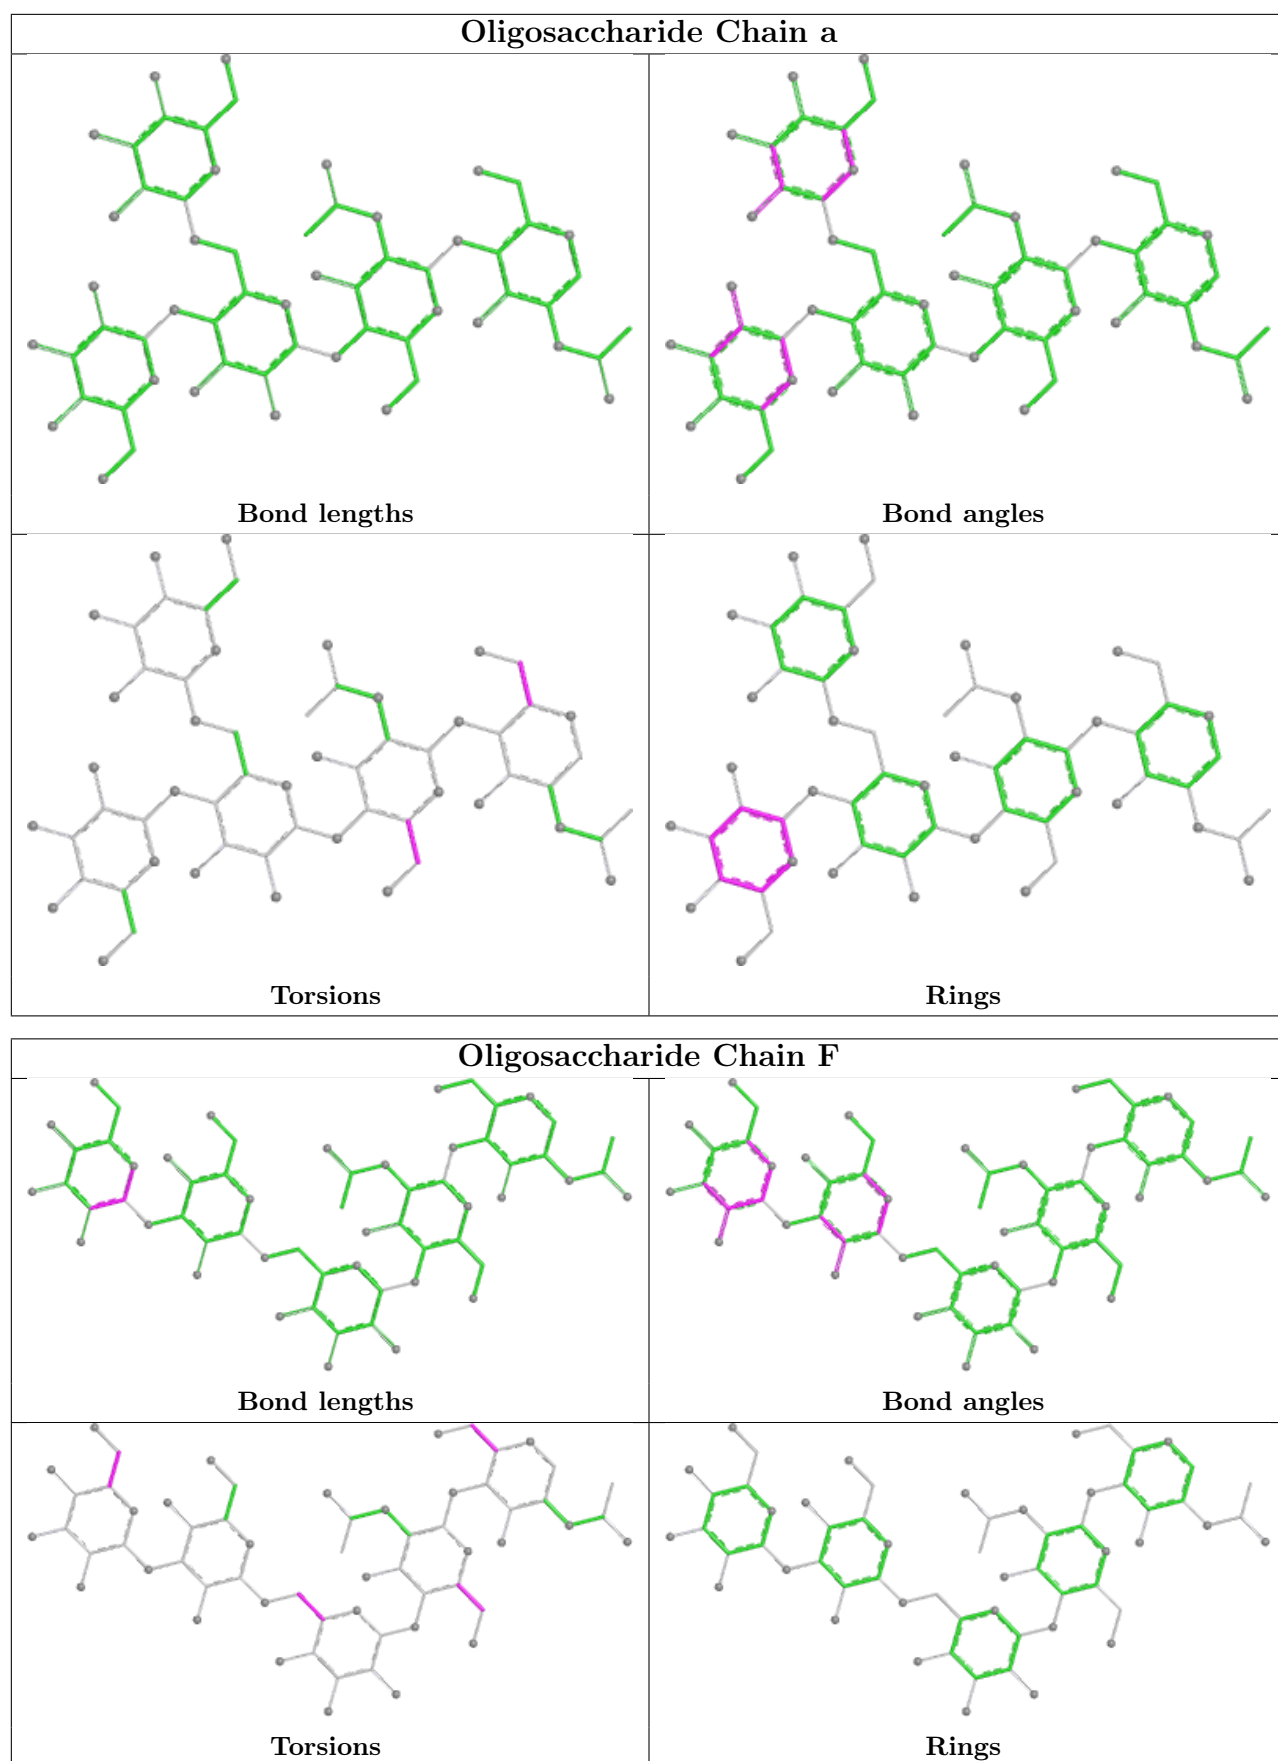 Oligosaccharide Chain a
Bond lengths
Bond angles
Torsions
Rings
Oligosaccharide Chain F
Bond lengths
Bond angles
Torsions
Rings